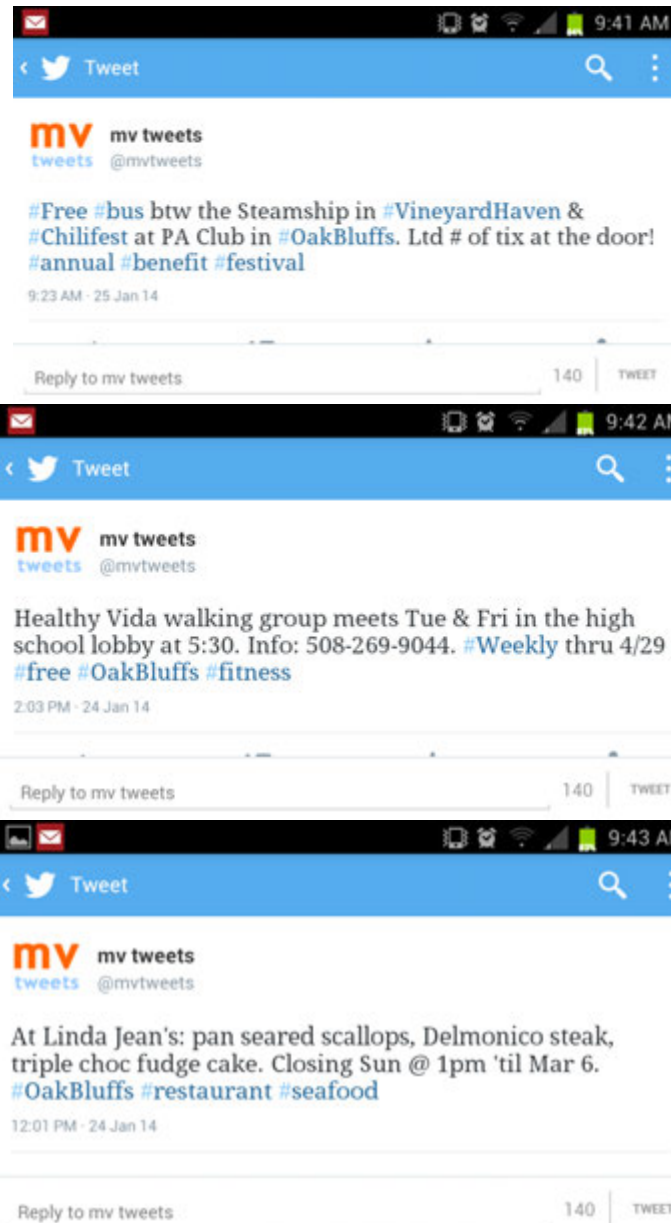 9:41 AM
Tweet
mv tweets
mv tweets
@mvtweets
#Free #bus btw the Steamship in #VineyardHaven &
#Chilifest at PA Club in #OakBluffs. Ltd # of tix at the door!
#annual #benefit #festival
9:23 AM · 25 Jan 14
Reply to mv tweets 140 TWEET
9:42 AM
Tweet
mv tweets
mv tweets
@mvtweets
Healthy Vida walking group meets Tue & Fri in the high
school lobby at 5:30. Info: 508-269-9044. #Weekly thru 4/29
#free #OakBluffs #fitness
2:03 PM · 24 Jan 14
Reply to mv tweets 140 TWEET
9:43 AM
Tweet
mv tweets
mv tweets
@mvtweets
At Linda Jean's: pan seared scallops, Delmonico steak,
triple choc fudge cake. Closing Sun @ 1pm 'til Mar 6.
#OakBluffs #restaurant #seafood
12:01 PM · 24 Jan 14
Reply to mv tweets 140 TWEET